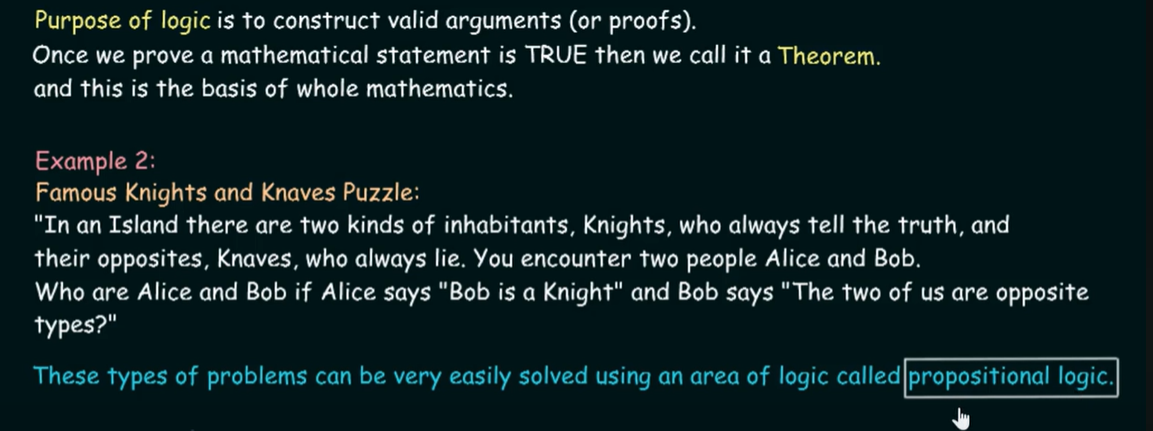 Purpose of logic is to construct valid arguments (or proofs).
Once we prove a mathematical statement is TRUE then we call it a Theorem.
and this is the basis of whole mathematics.
Example 2:
Famous Knights and Knaves Puzzle:
"In an Island there are two kinds of inhabitants, Knights, who always tell the truth, and
their opposites, Knaves, who always lie. You encounter two people Alice and Bob.
Who are Alice and Bob if Alice says "Bob is a Knight" and Bob says "The two of us are opposite
types?"
These types of problems can be very easily solved using an area of logic called propositional logic.